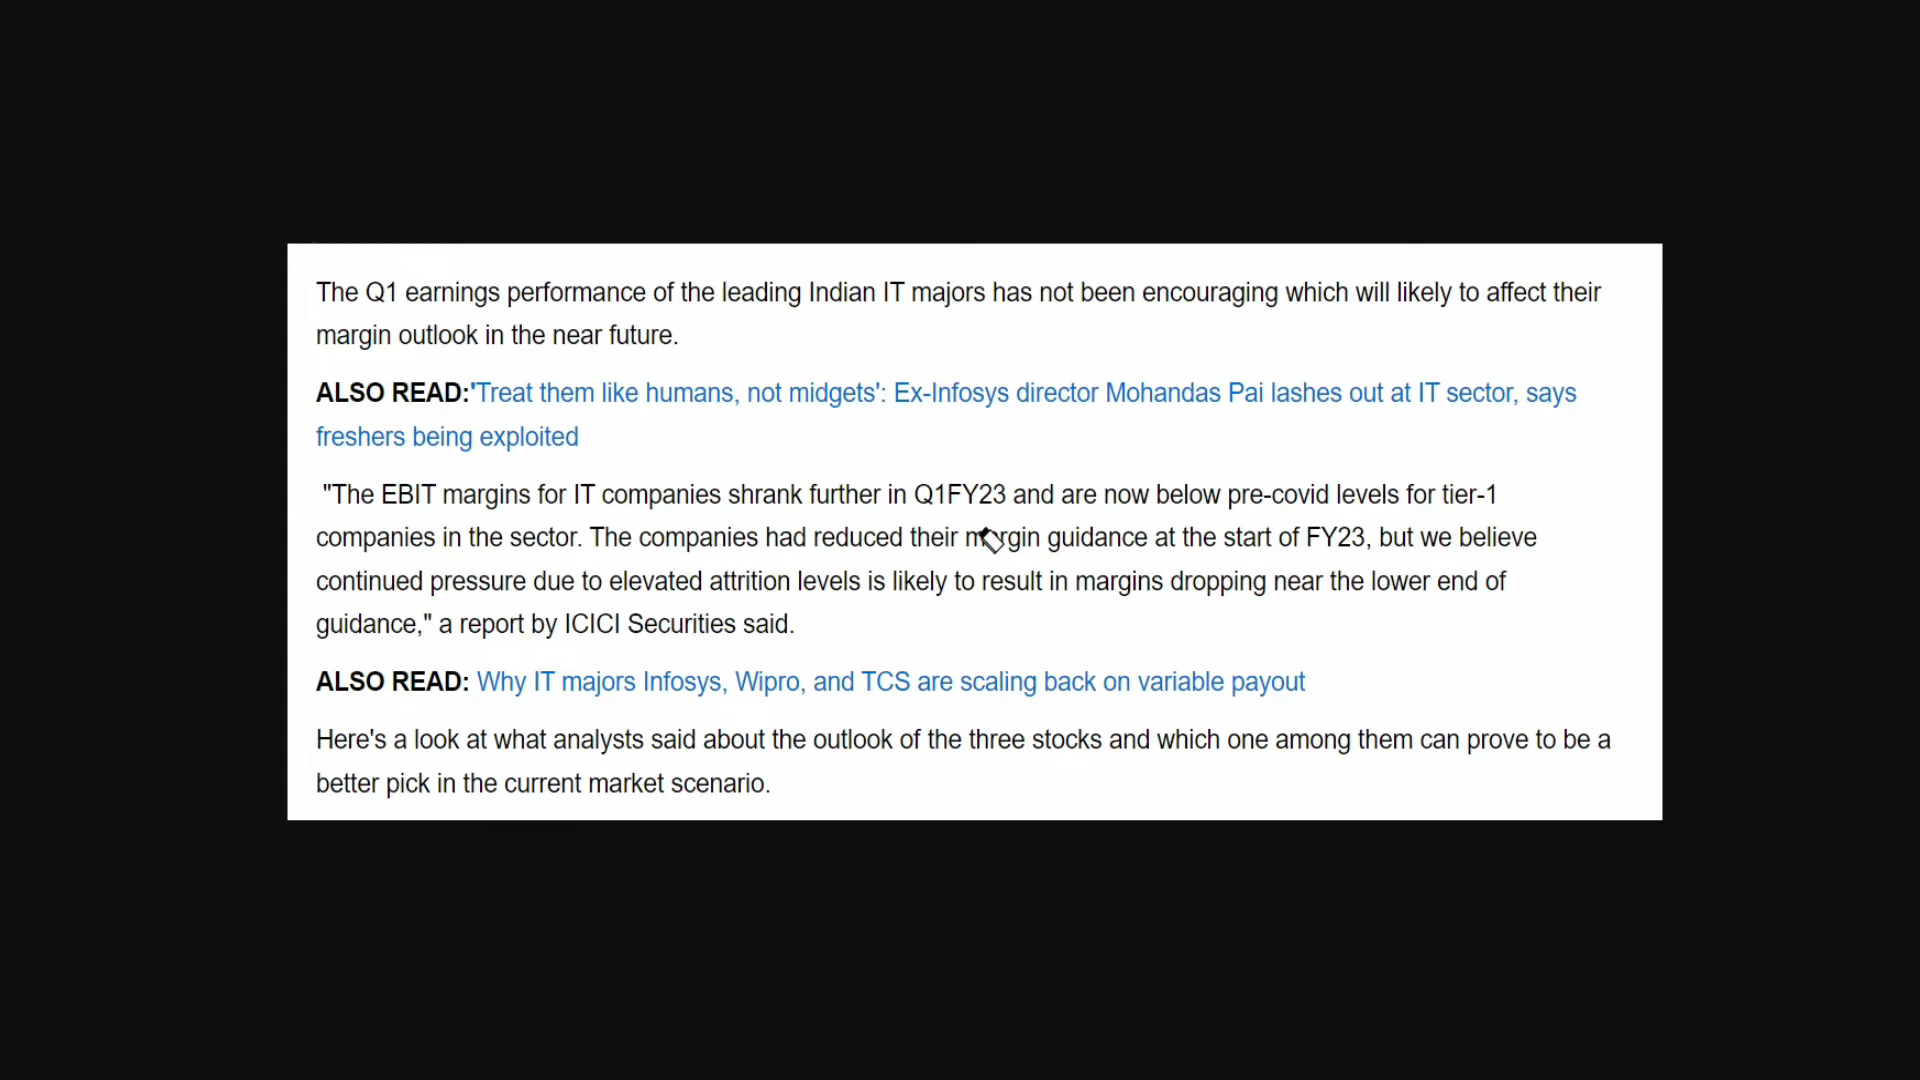 The Q1 earnings performance of the leading Indian IT majors has not been encouraging which will likely to affect their
margin outlook in the near future.
ALSO READ:'Treat them like humans, not midgets': Ex-Infosys director Mohandas Pai lashes out at IT sector, says
freshers being exploited
"The EBIT margins for IT companies shrank further in Q1FY23 and are now below pre-covid levels for tier-1
companies in the sector. The companies had reduced their margin guidance at the start of FY23, but we believe
continued pressure due to elevated attrition levels is likely to result in margins dropping near the lower end of
guidance," a report by ICICI Securities said.
ALSO READ: Why IT majors Infosys, Wipro, and TCS are scaling back on variable payout
Here's a look at what analysts said about the outlook of the three stocks and which one among them can prove to be a
better pick in the current market scenario.